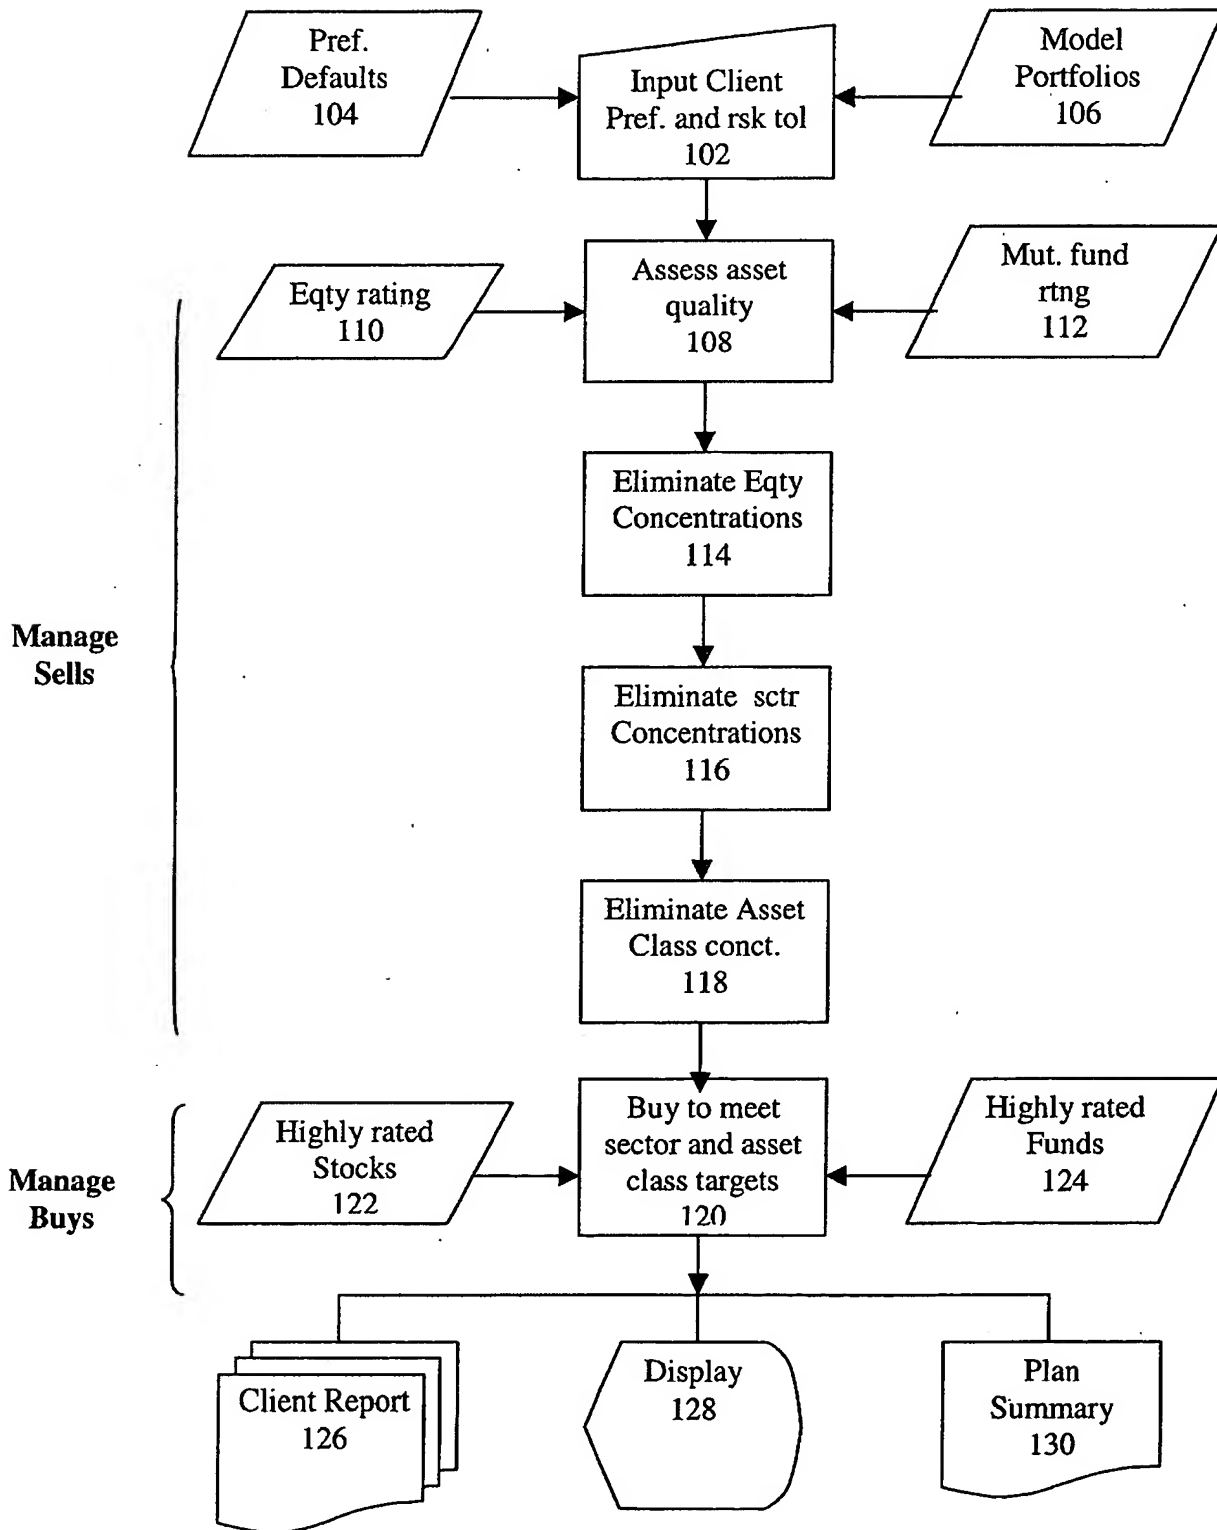 Pref.
Defaults
104
Input Client
Pref. and rsk tol
102
Model
Portfolios
106
Eqty rating
110
Assess asset
quality
108
Mut. fund
rtng
112
Eliminate Eqty
Concentrations
114
Manage
Sells
Eliminate sctr
Concentrations
116
Eliminate Asset
Class conct.
118
Manage
Buys
Highly rated
Stocks
122
Buy to meet
sector and asset
class targets
120
Highly rated
Funds
124
Client Report
126
Display
128
Plan
Summary
130